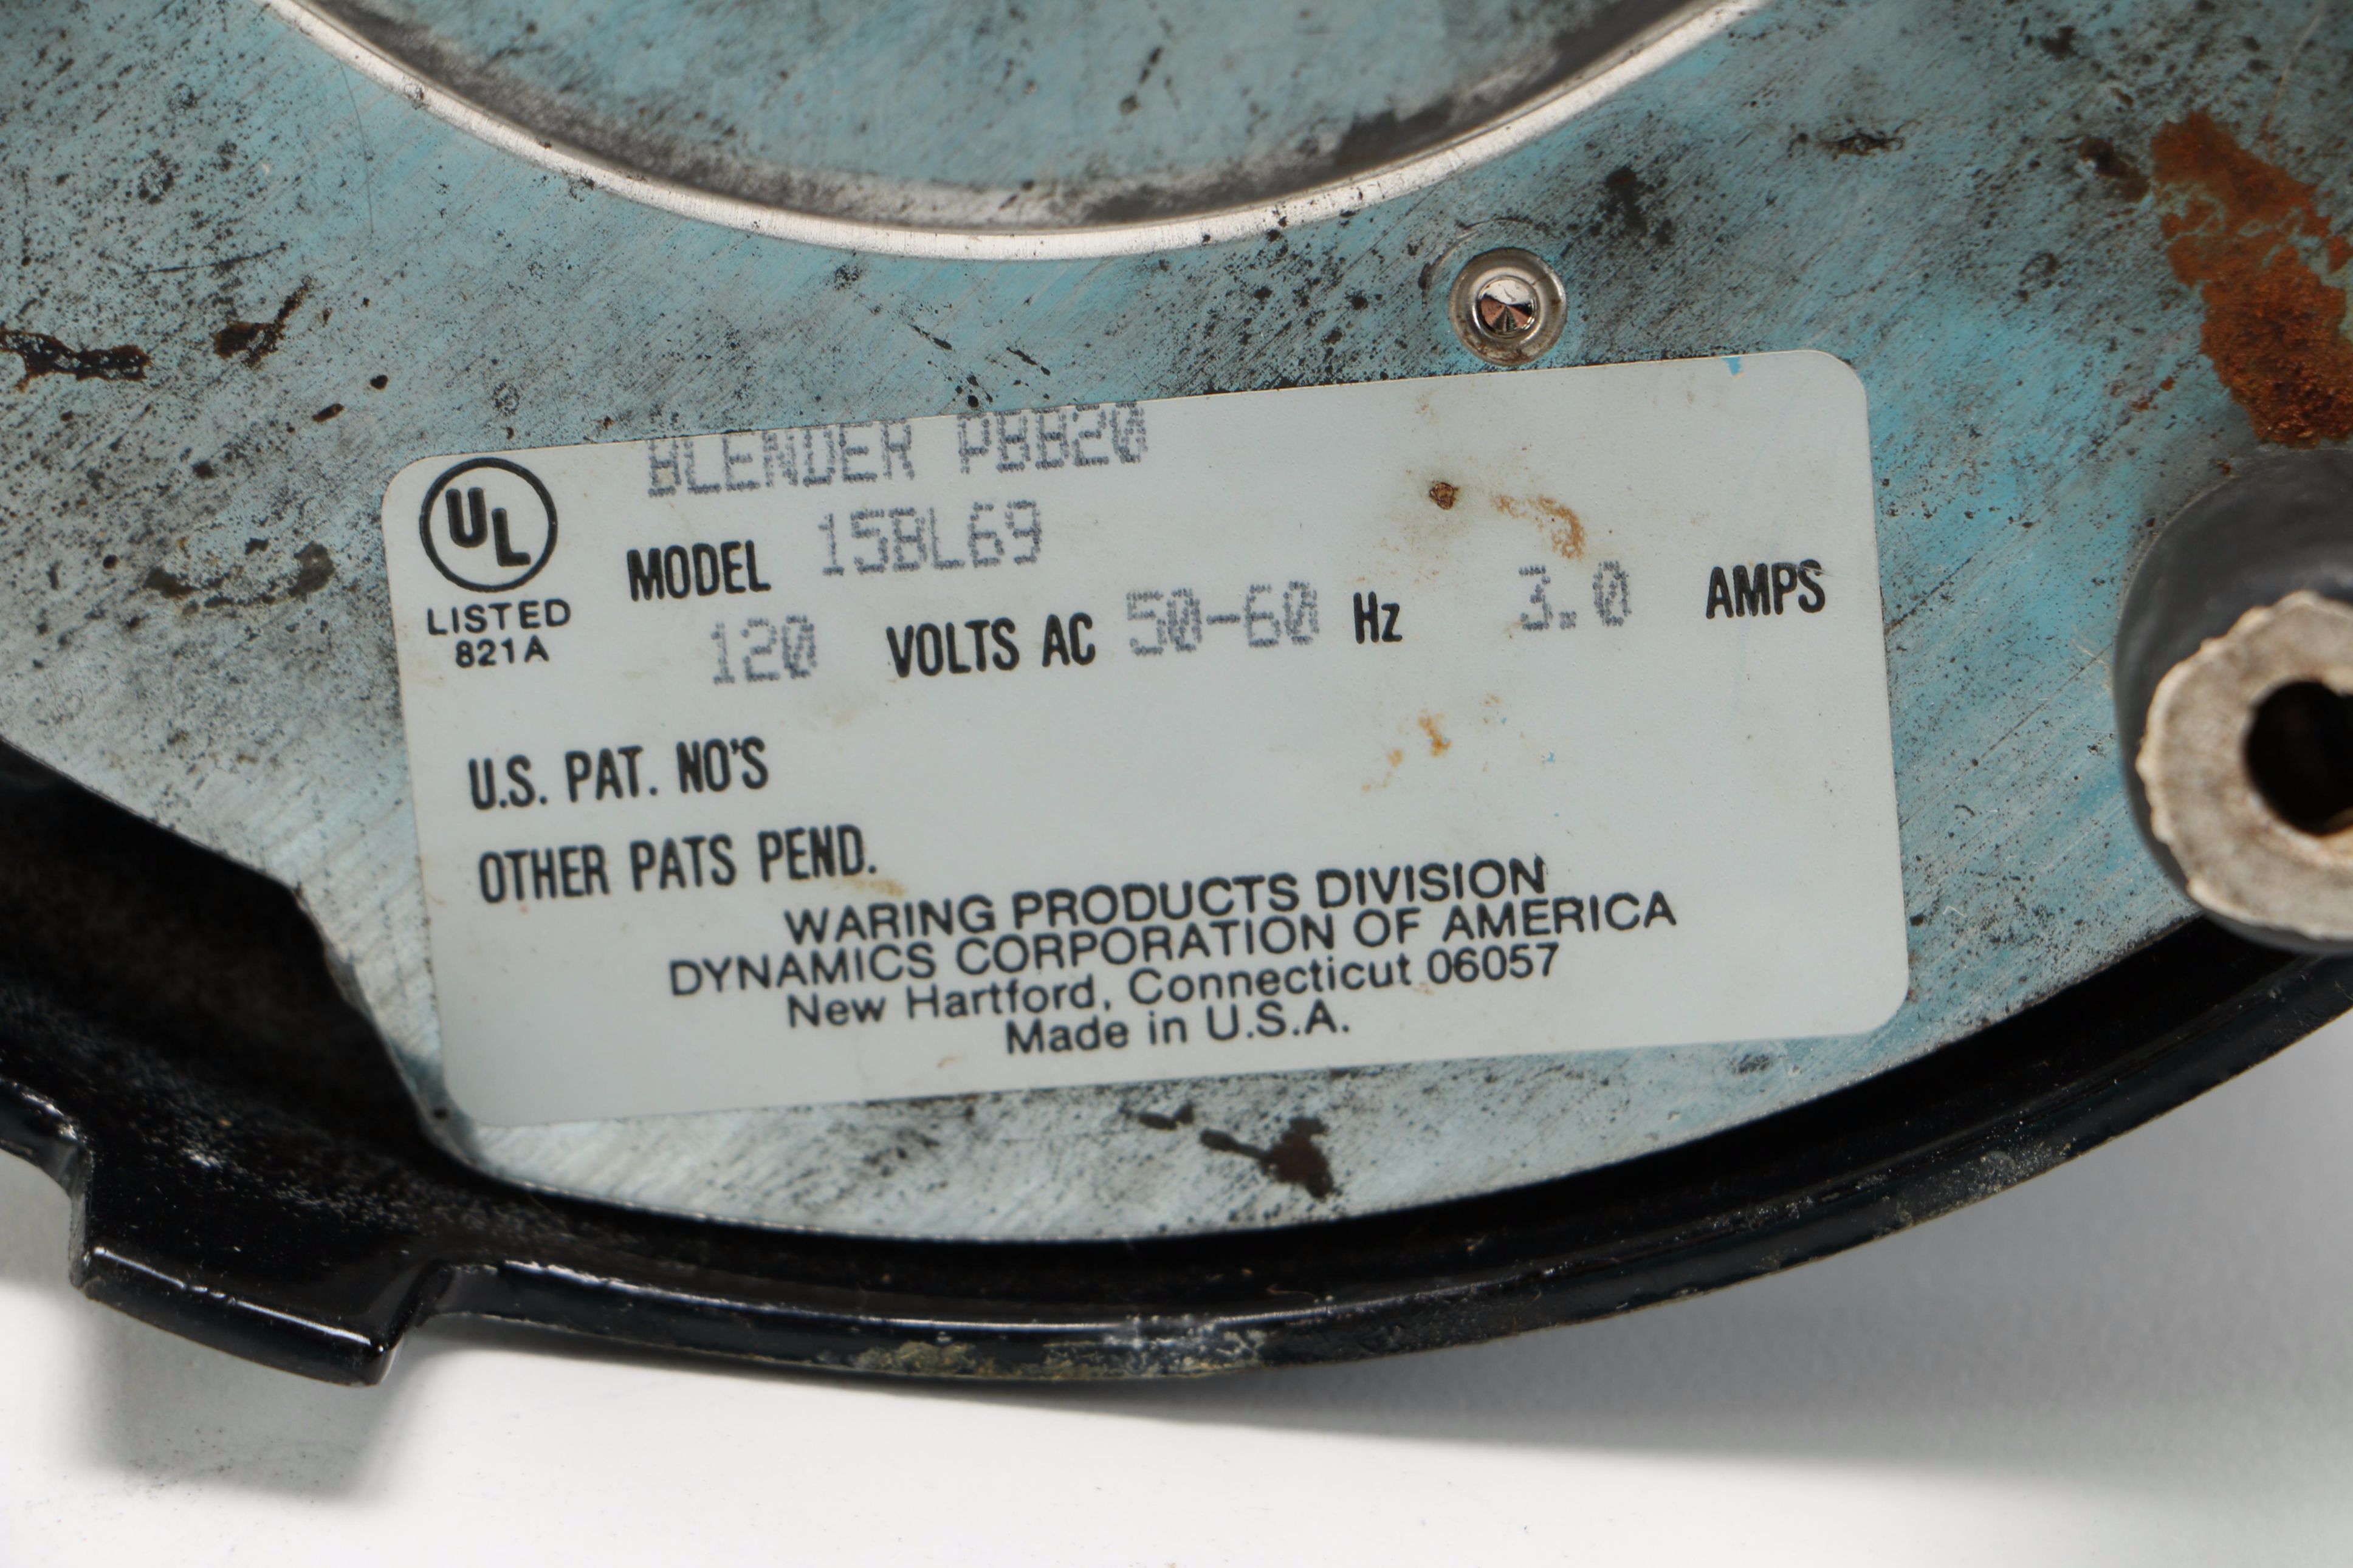 BLENDER PBB20
UL
LISTED
821A
MODEL 15BL69
120 VOLTS AC 50-60 Hz 3.0 AMPS
U.S. PAT. NO'S
OTHER PATS PEND.
WARING PRODUCTS DIVISION
DYNAMICS CORPORATION OF AMERICA
New Hartford, Connecticut 06057
Made in U.S.A.